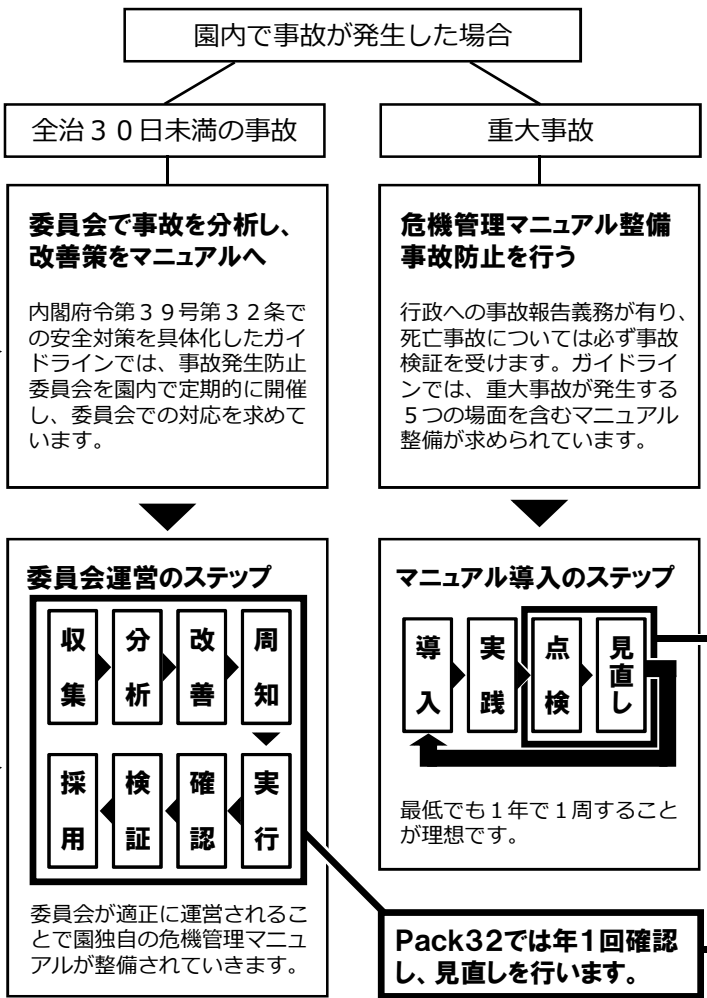 園内で事故が発生した場合
全治３０日未満の事故
委員会で事故を分析し、
改善策をマニュアルへ
内閣府令第３９号第３２条で
の安全対策を具体化したガイ
ドラインでは、事故発生防止
委員会を園内で定期的に開催
し、委員会での対応を求めて
います。
委員会運営のステップ
収集
分析
改善
周知
実行
確認
検証
採用
委員会が適正に運営されるこ
とで園独自の危機管理マニュ
アルが整備されていきます。
重大事故
危機管理マニュアル整備
事故防止を行う
行政への事故報告義務が有り、
死亡事故については必ず事故
検証を受けます。ガイドライ
ンでは、重大事故が発生する
５つの場面を含むマニュアル
整備が求められています。
マニュアル導入のステップ
導入
実践
点検
見直し
最低でも１年で１周すること
が理想です。
Pack32では年1回確認
し、見直しを行います。